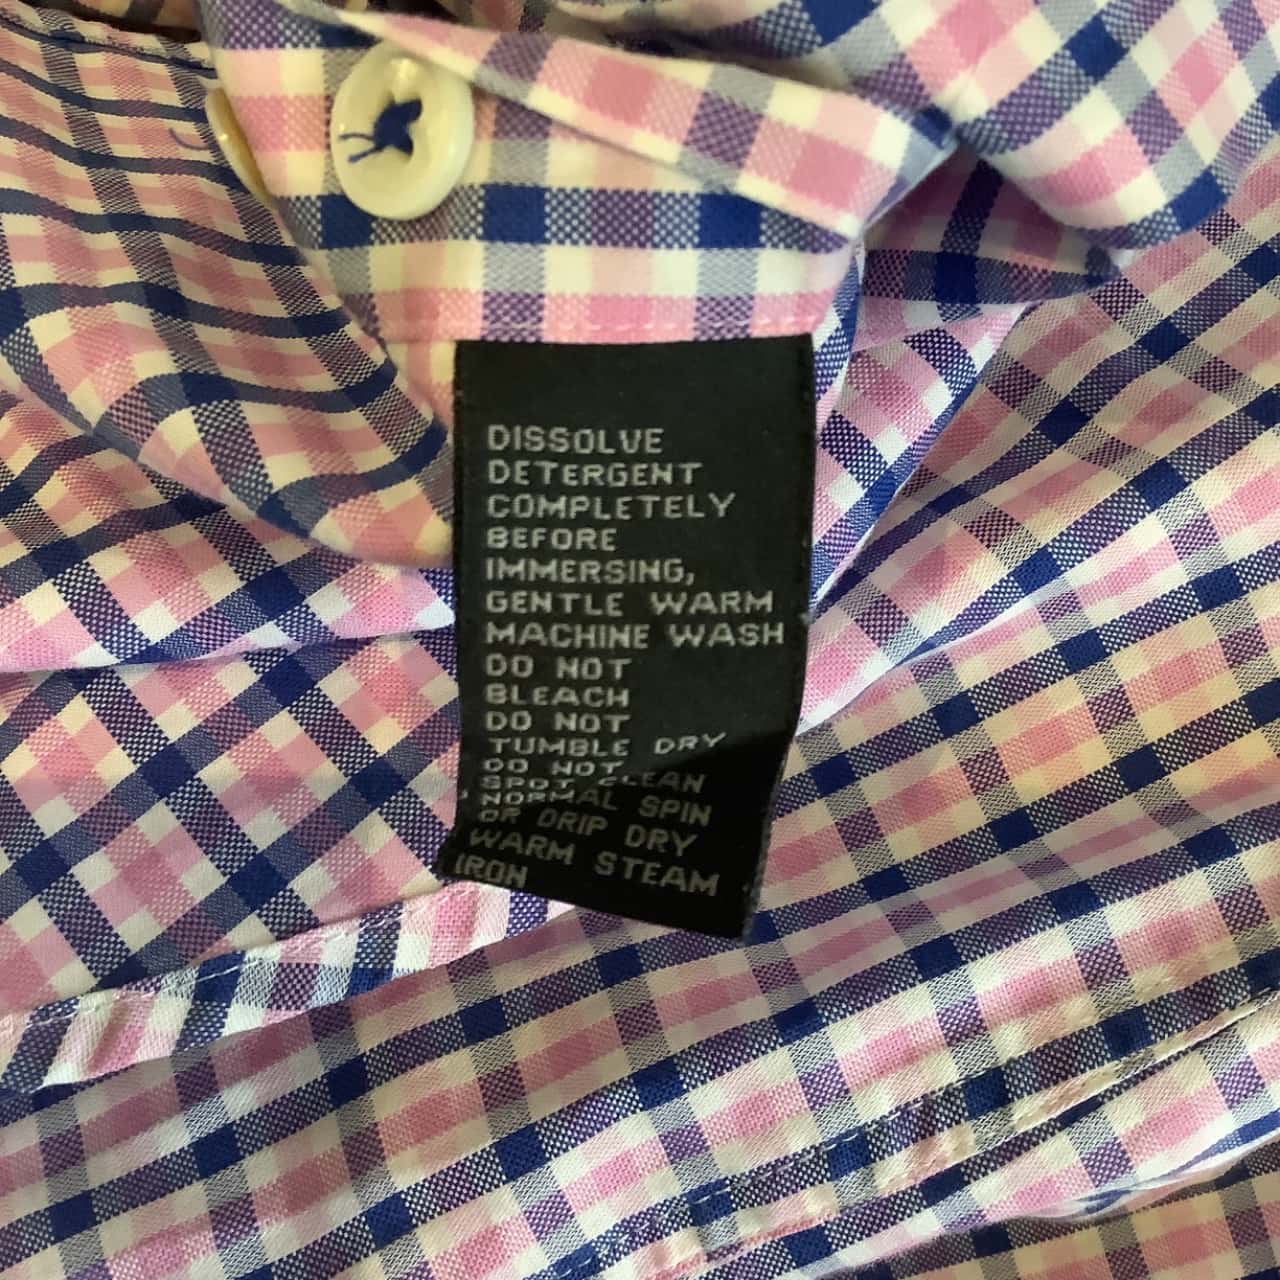 DISSOLVE
DETERGENT
COMPLETELY
BEFORE
IMMERSING,
GENTLE WARM
MACHINE WASH
DO NOT
BLEACH
DO NOT
TUMBLE DRY
DO NOT
SPOT CLEAN
NORMAL SPIN
OR DRIP DRY
WARM STEAM
IRON